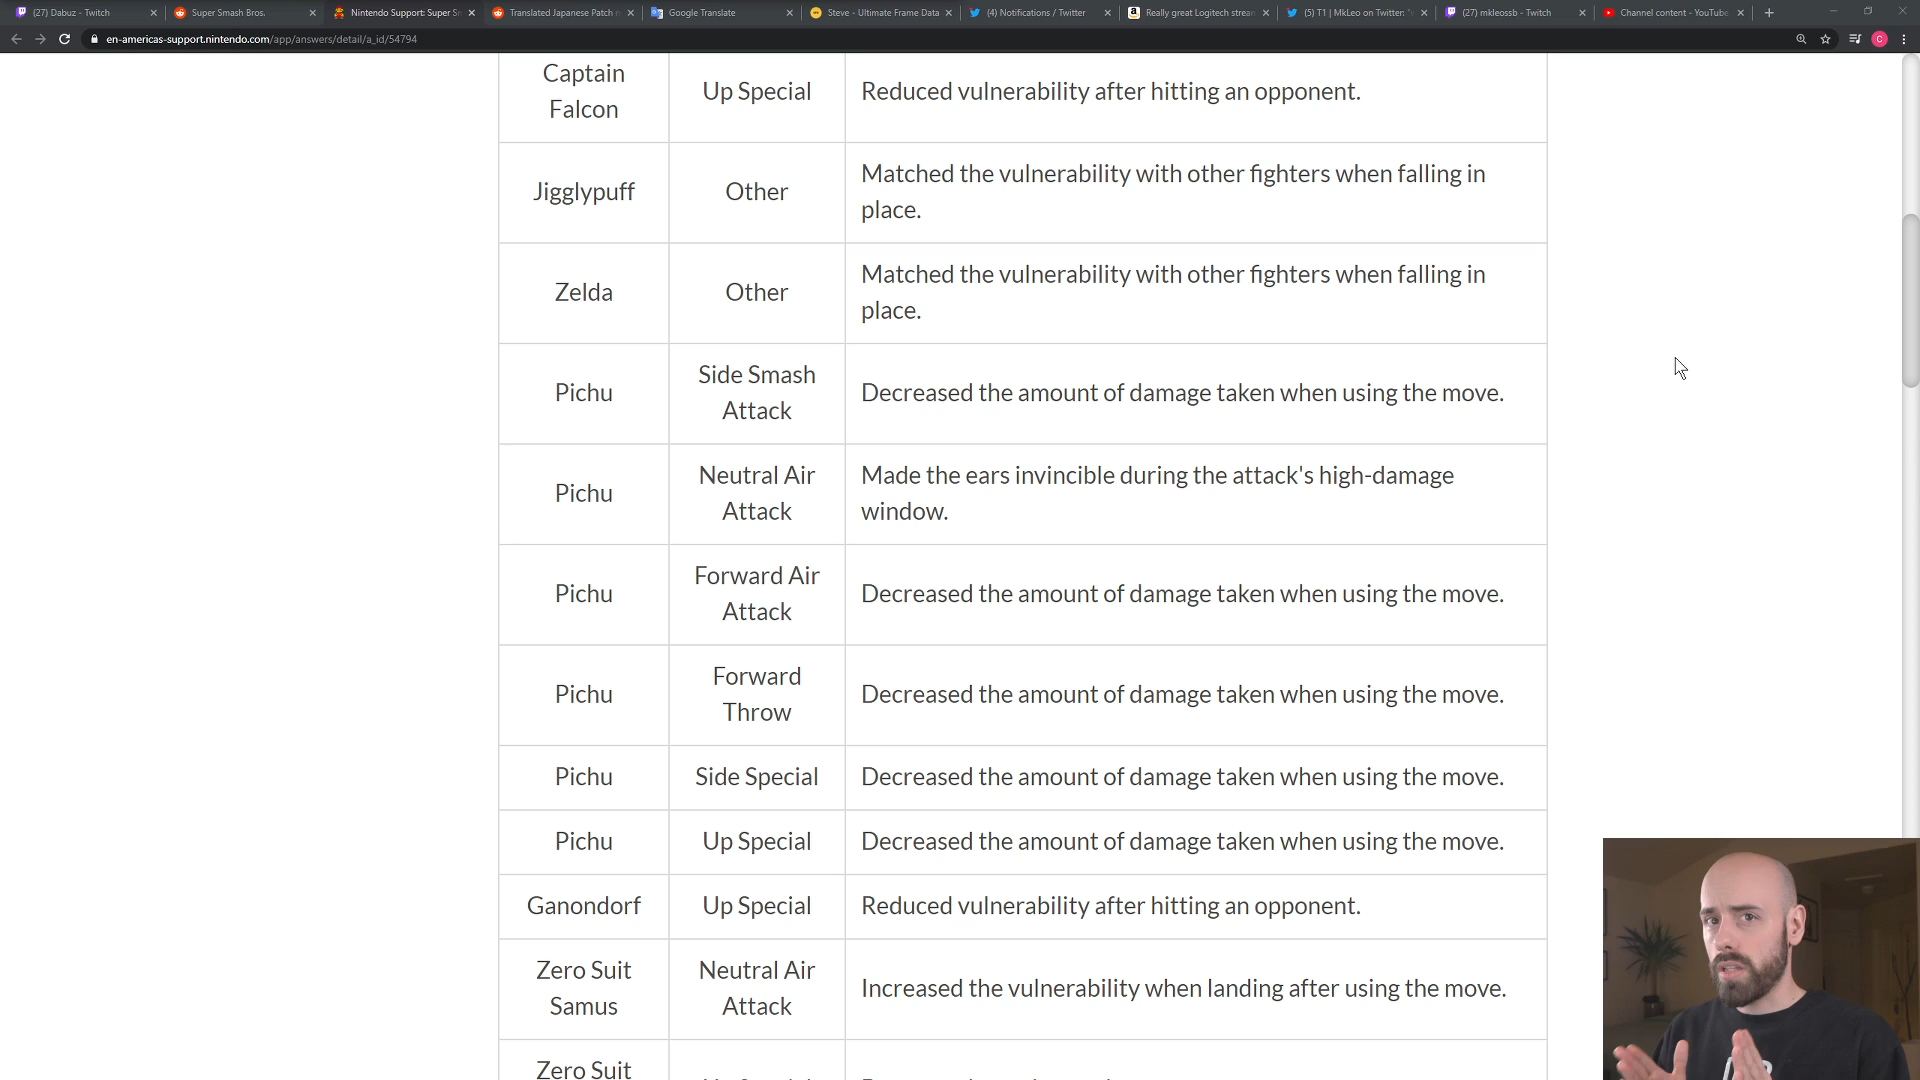 (27) Dabuz - Twitch
Super Smash Bros.
Nintendo Support: Super S
Translated Japanese Patch n
Google Translate
Steve - Ultimate Frame Data
(4) Notifications / Twitter
Really great Logitech strean
(5) T1 | MkLeo on Twitter: "
(27) mkleossb - Twitch
Channel content - YouTube
en-americas-support.nintendo.com/app/answers/detail/a_id/54794
C
Captain
Falcon
Up Special
Reduced vulnerability after hitting an opponent.
Jigglypuff
Other
Matched the vulnerability with other fighters when falling in
place.
Zelda
Other
Matched the vulnerability with other fighters when falling in
place.
Pichu
Side Smash
Attack
Decreased the amount of damage taken when using the move.
Pichu
Neutral Air
Attack
Made the ears invincible during the attack's high-damage
window.
Pichu
Forward Air
Attack
Decreased the amount of damage taken when using the move.
Pichu
Forward
Throw
Decreased the amount of damage taken when using the move.
Pichu
Side Special
Decreased the amount of damage taken when using the move.
Pichu
Up Special
Decreased the amount of damage taken when using the move.
Ganondorf
Up Special
Reduced vulnerability after hitting an opponent.
Zero Suit
Samus
Neutral Air
Attack
Increased the vulnerability when landing after using the move.
Zero Suit